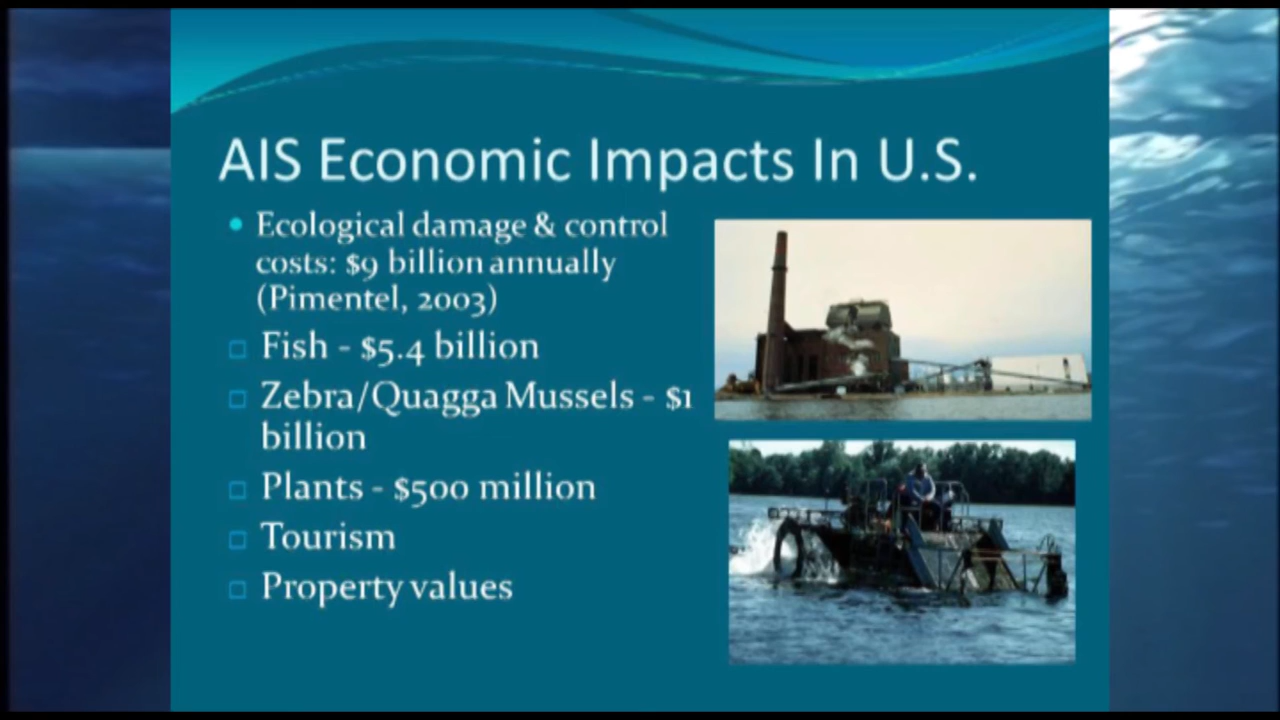 AIS Economic Impacts In U.S.
Ecological damage & control
costs: $9 billion annually
(Pimentel, 2003)
Fish - $5.4 billion
Zebra/Quagga Mussels - $1
billion
Plants - $500 million
Tourism
Property values